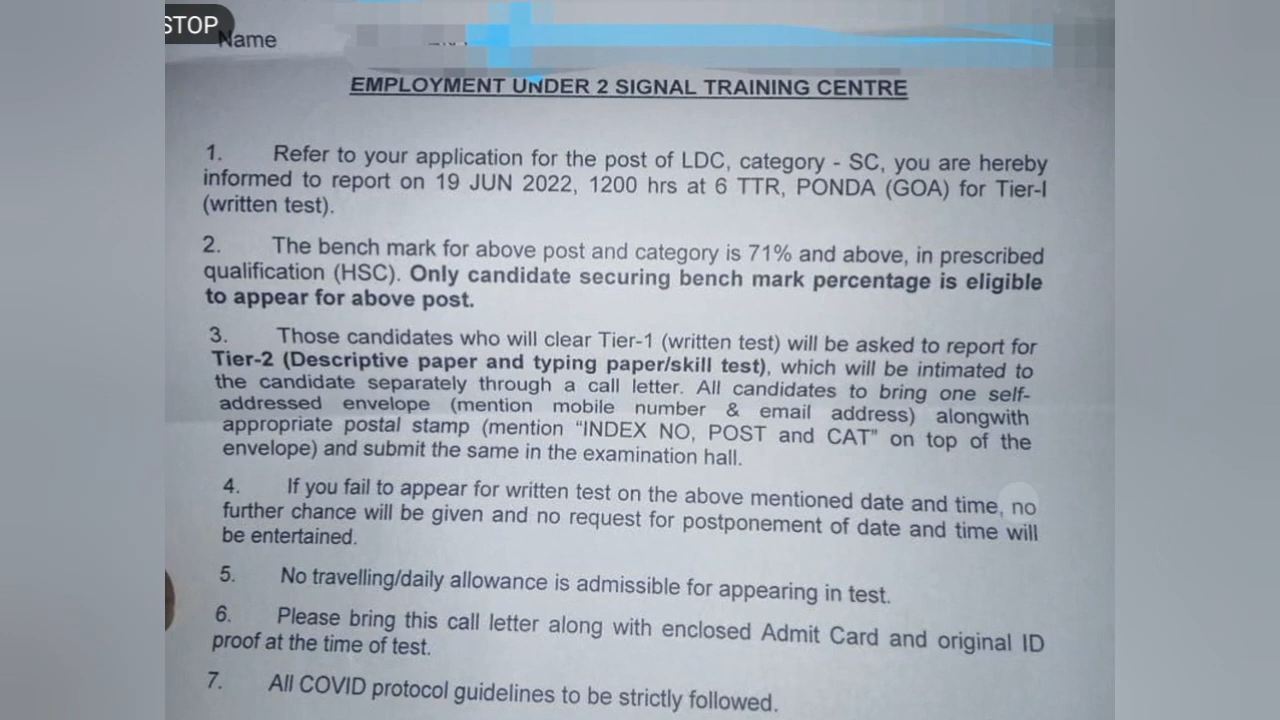 STOP
Name
EMPLOYMENT UNDER 2 SIGNAL TRAINING CENTRE
1. Refer to your application for the post of LDC, category - SC, you are hereby
informed to report on 19 JUN 2022, 1200 hrs at 6 TTR, PONDA (GOA) for Tier-I
(written test).
2. The bench mark for above post and category is 71% and above, in prescribed
qualification (HSC). Only candidate securing bench mark percentage is eligible
to appear for above post.
3. Those candidates who will clear Tier-1 (written test) will be asked to report for
Tier-2 (Descriptive paper and typing paper/skill test), which will be intimated to
the candidate separately through a call letter. All candidates to bring one self-
addressed envelope (mention mobile number & email address) alongwith
appropriate postal stamp (mention “INDEX NO, POST and CAT” on top of the
envelope) and submit the same in the examination hall.
4. If you fail to appear for written test on the above mentioned date and time, no
further chance will be given and no request for postponement of date and time will
be entertained.
5. No travelling/daily allowance is admissible for appearing in test.
6. Please bring this call letter along with enclosed Admit Card and original ID
proof at the time of test.
7. All COVID protocol guidelines to be strictly followed.